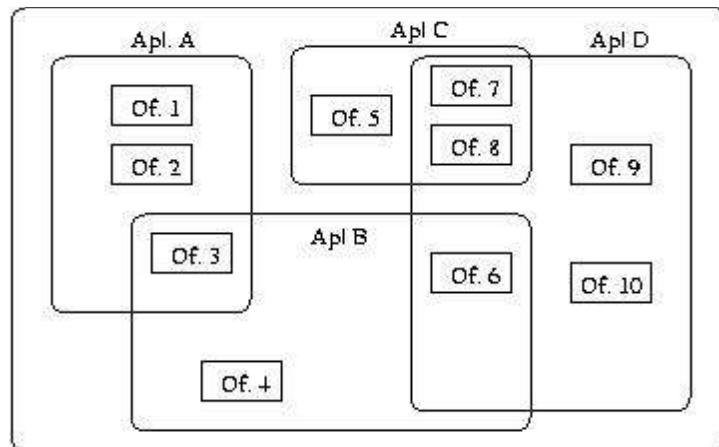 Apl. A
Apl C
Apl D
Of. 1
Of. 2
Of. 5
Of. 7
Of. 8
Of. 9
Apl B
Of. 3
Of. 6
Of. 10
Of. 4